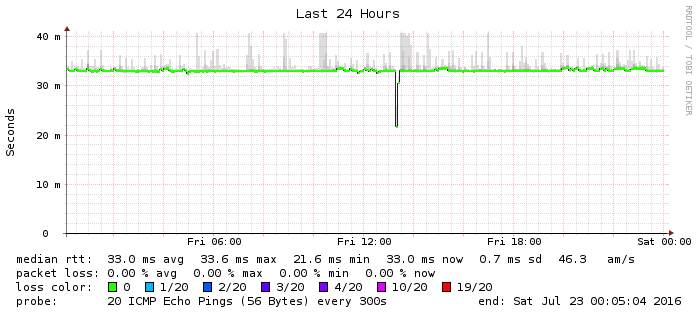 Last 24 Hours
RRDTOOL / TOBI OETIKER
Seconds
40 m
30 m
20 m
10 m
0
Fri 06:00 Fri 12:00 Fri 18:00 Sat 00:00
median rtt: 33.0 ms avg 33.6 ms max 21.6 ms min 33.0 ms now 0.7 ms sd 46.3 am/s
packet loss: 0.00 % avg 0.00 % max 0.00 % min 0.00 % now
loss color: 0 1/20 2/20 3/20 4/20 10/20 19/20
probe: 20 ICMP Echo Pings (56 Bytes) every 300s end: Sat Jul 23 00:05:04 2016